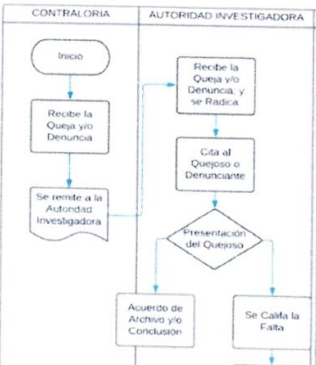 CONTRALORIA
AUTORIDAD INVESTIGADORA
Inicio
Recibe la
Queja y/o
Denuncia
Se remite a la
Autoridad
Investigadora
Recibe la
Queja y/o
Denuncia; y
se Radica
Cita al
Quejoso o
Denunciante
Presentación
del Quejoso
Acuerdo de
Archivo y/o
Conclusión
Se Califia la
Falta